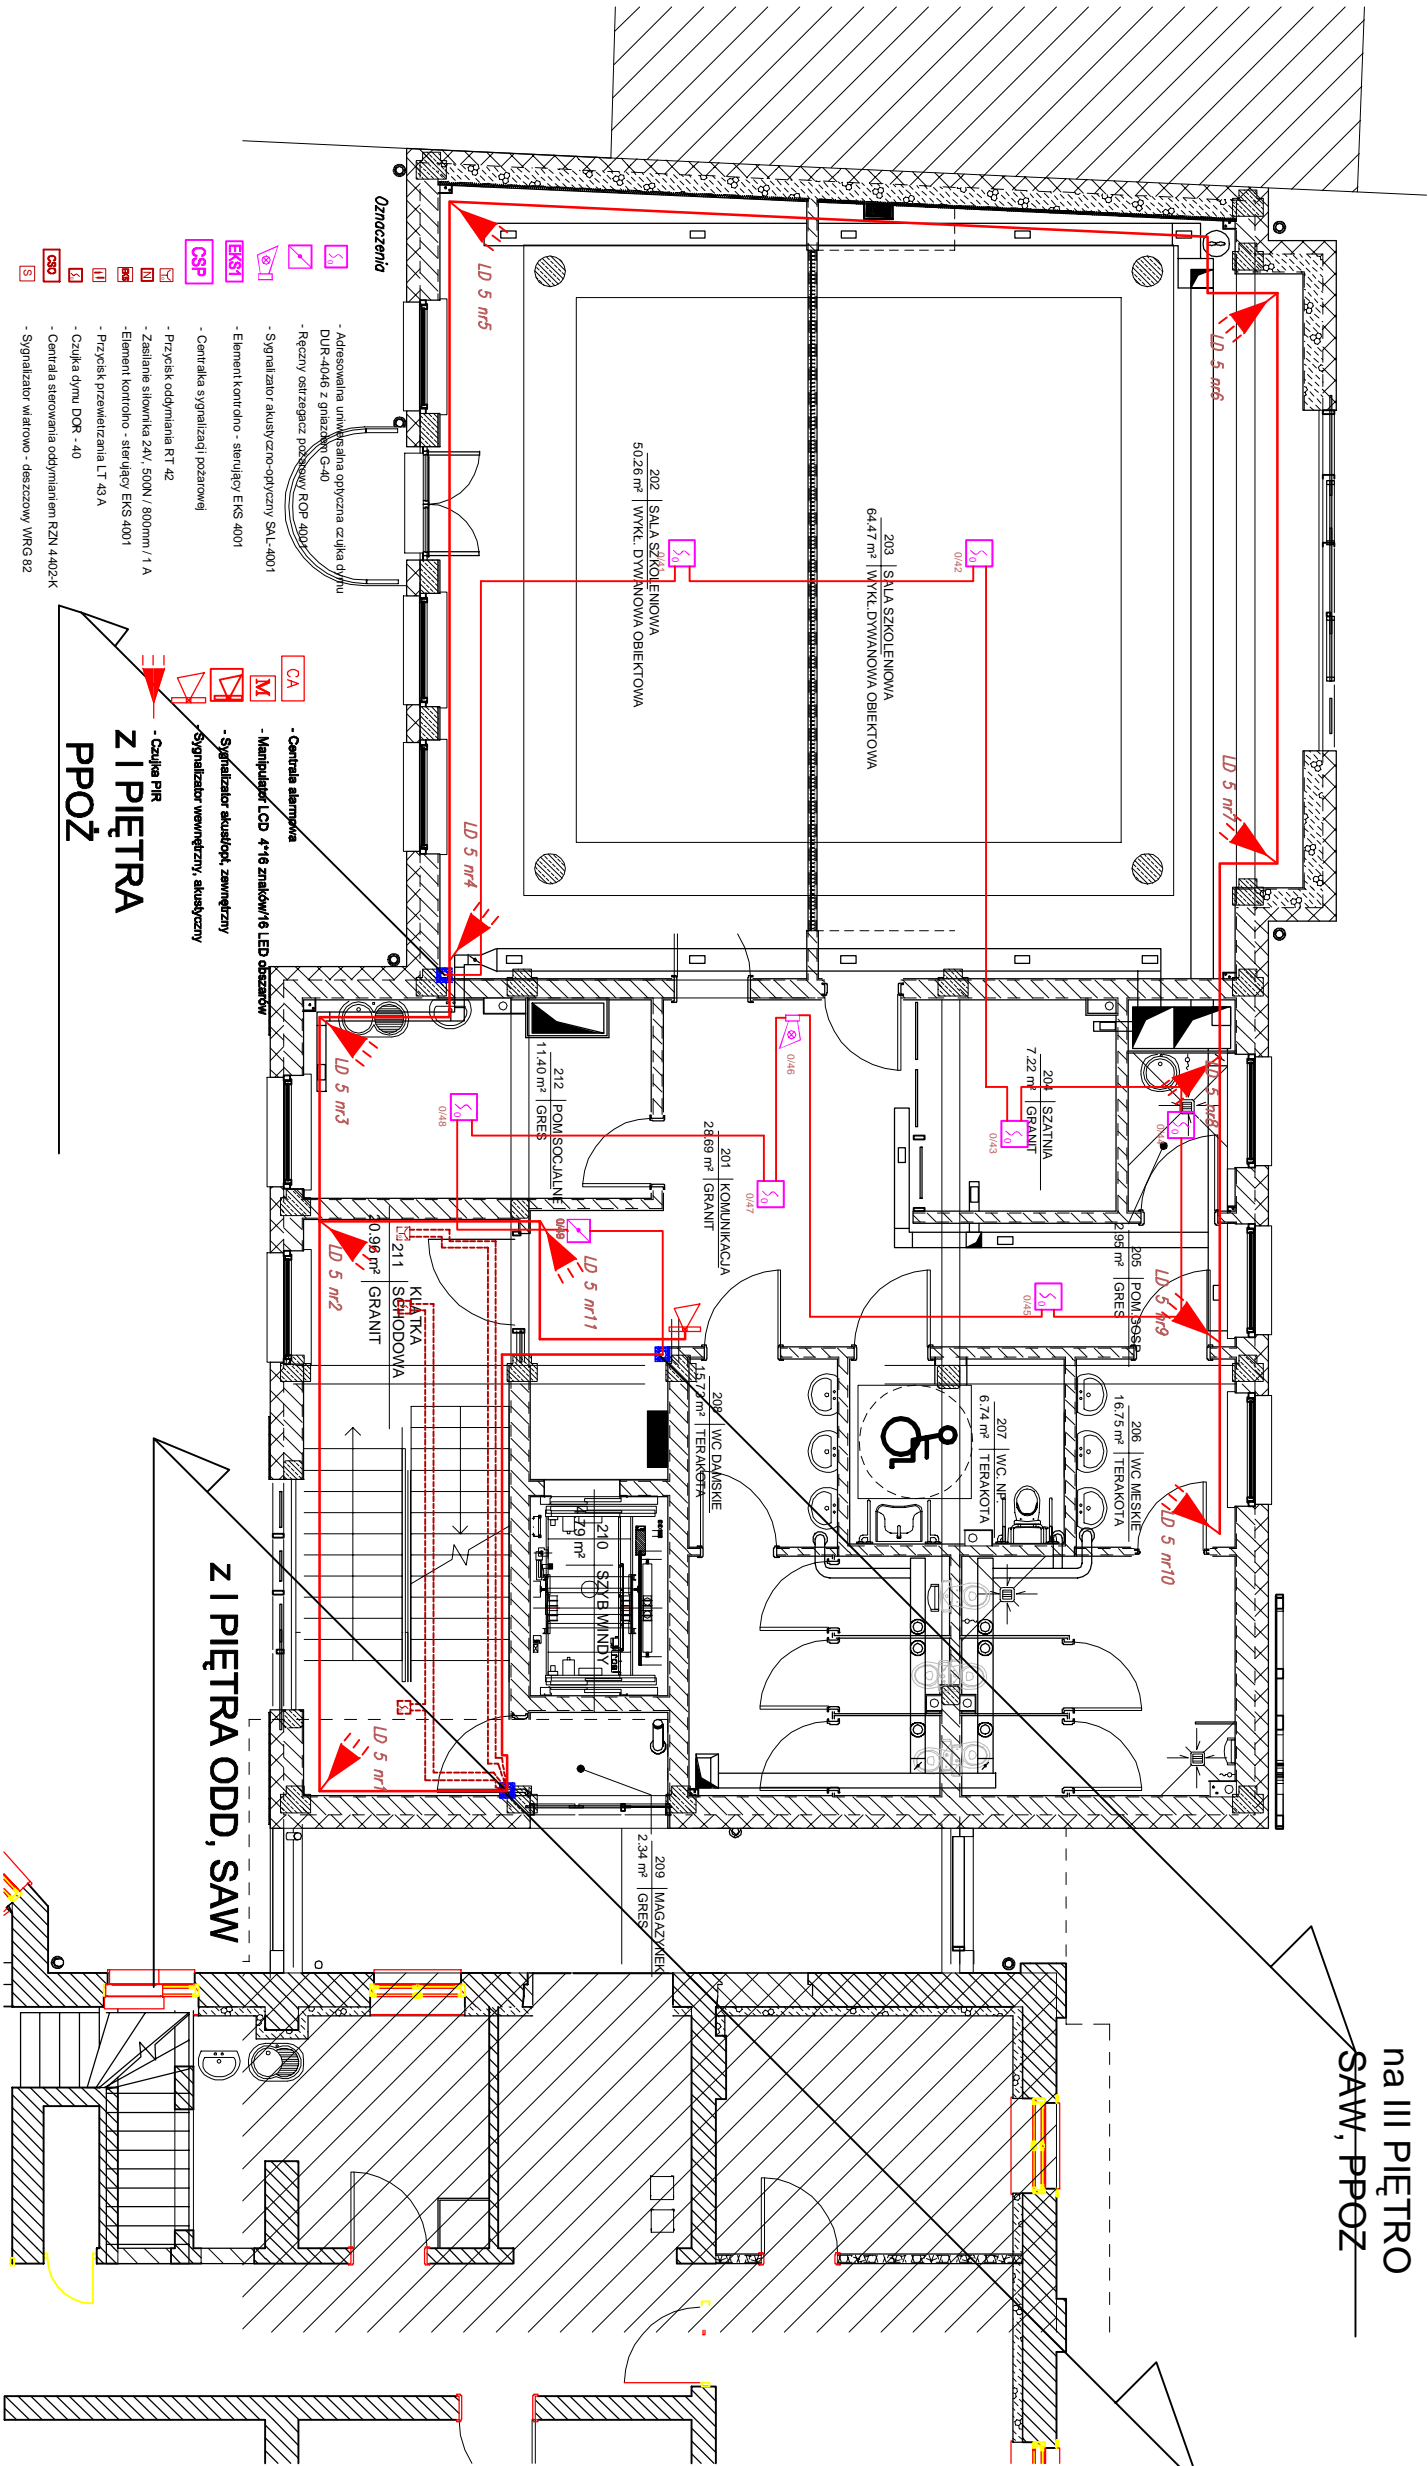 Oznaczenia
- Adresowalna uniwersalna optyczna czujka dymu
DUR-4046 z gniazdem G-40
- Ręczny ostrzegacz pożarowy ROP 4001
- Sygnalizator akustyczno-optyczny SAL-4001
EKS1
- Element kontrolno - sterujący EKS 4001
CSP
- Centralka sygnalizacji pożarowej
- Przycisk oddymiania RT 42
N
- Zasilanie siłownika 24V, 500N / 800mm / 1 A
- Element kontrolno - sterujący EKS 4001
- Przycisk przewietrzania LT 43 A
- Czujka dymu DOR - 40
CSO
- Centrala sterowania oddymianiem RZN 4402-K
S
- Sygnalizator wiatrowo - deszczowy WRG 82
CA
- Centrala alarmowa
M
- Manipulator LCD 4*16 znaków/16 LED obszarów
- Sygnalizator akust/opt, zewnętrzny
- Sygnalizator wewnętrzny, akustyczny
- Czujka PIR
z I PIĘTRA
PPOŻ
z I PIĘTRA ODD, SAW
na III PIĘTRO
SAW, PPOZ
LD 5 nr5
LD 5 nr6
LD 5 nr7
LD 5 nr4
LD 5 nr3
LD 5 nr2
LD 5 nr11
LD 5 nr1
LD 5 nr8
LD 5 nr9
LD 5 nr10
202 SALA SZKOLENIOWA
50.26 m² WYKŁ. DYWANOWA OBIEKTOWA
203 SALA SZKOLENIOWA
64.47 m² WYKŁ.DYWANOWA OBIEKTOWA
0/41
0/42
0/43
0/45
0/46
0/47
0/48
204 SZATNIA
7.22 m² GRANIT
212 POM.SOCJALNE
11.40 m² GRES
201 KOMUNIKACJA
28.69 m² GRANIT
205 POM.GOSP.
2.95 m² GRES
211 KLATKA SCHODOWA
20.96 m² GRANIT
208 WC DAMSKIE
15.73 m² TERAKOTA
207 WC. NP.
6.74 m² TERAKOTA
206 WC MESKIE
16.75 m² TERAKOTA
210 SZYB WINDY
4.79 m²
209 MAGAZYNEK
2.34 m² GRES